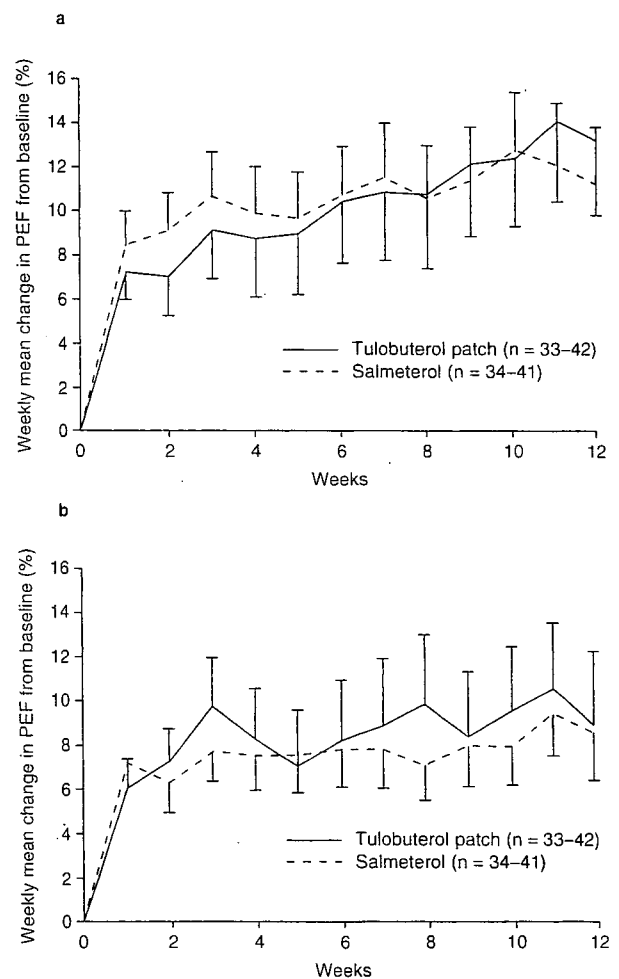 a
Weekly mean change in PEF from baseline (%)
16
14
12
10
8
6
4
2
0
Tulobuterol patch (n = 33–42)
Salmeterol (n = 34–41)
0 2 4 6 8 10 12
Weeks
b
Weekly mean change in PEF from baseline (%)
16
14
12
10
8
6
4
2
0
Tulobuterol patch (n = 33–42)
Salmeterol (n = 34–41)
0 2 4 6 8 10 12
Weeks